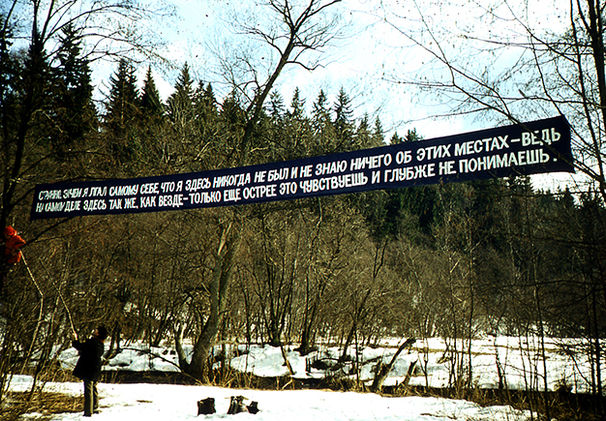 СТРАННО, ЗАЧЕМ Я ЛГАЛ САМОМУ СЕБЕ, ЧТО Я ЗДЕСЬ НИКОГДА НЕ БЫЛ И НЕ ЗНАЮ НИЧЕГО ОБ ЭТИХ МЕСТАХ–ВЕДЬ
НА САМОМ ДЕЛЕ ЗДЕСЬ ТАК ЖЕ, КАК ВЕЗДЕ–ТОЛЬКО ЕЩЕ ОСТРЕЕ ЭТО ЧУВСТВУЕШЬ И ГЛУБЖЕ НЕ ПОНИМАЕШЬ.